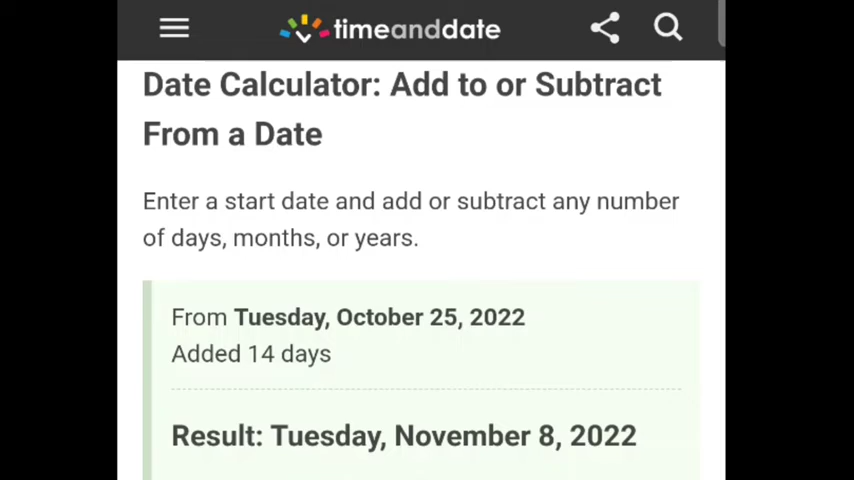 timeanddate
Date Calculator: Add to or Subtract
From a Date
Enter a start date and add or subtract any number
of days, months, or years.
From Tuesday, October 25, 2022
Added 14 days
Result: Tuesday, November 8, 2022